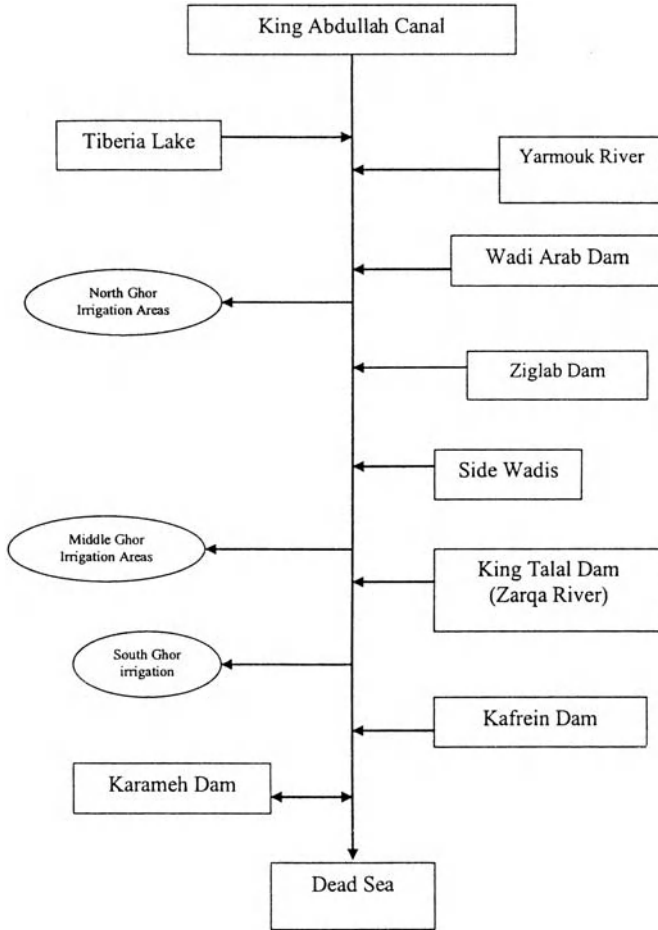 King Abdullah Canal
Tiberia Lake
Yarmouk River
Wadi Arab Dam
North Ghor
Irrigation Areas
Ziglab Dam
Side Wadis
Middle Ghor
Irrigation Areas
King Talal Dam
(Zarqa River)
South Ghor
irrigation
Kafrein Dam
Karameh Dam
Dead Sea